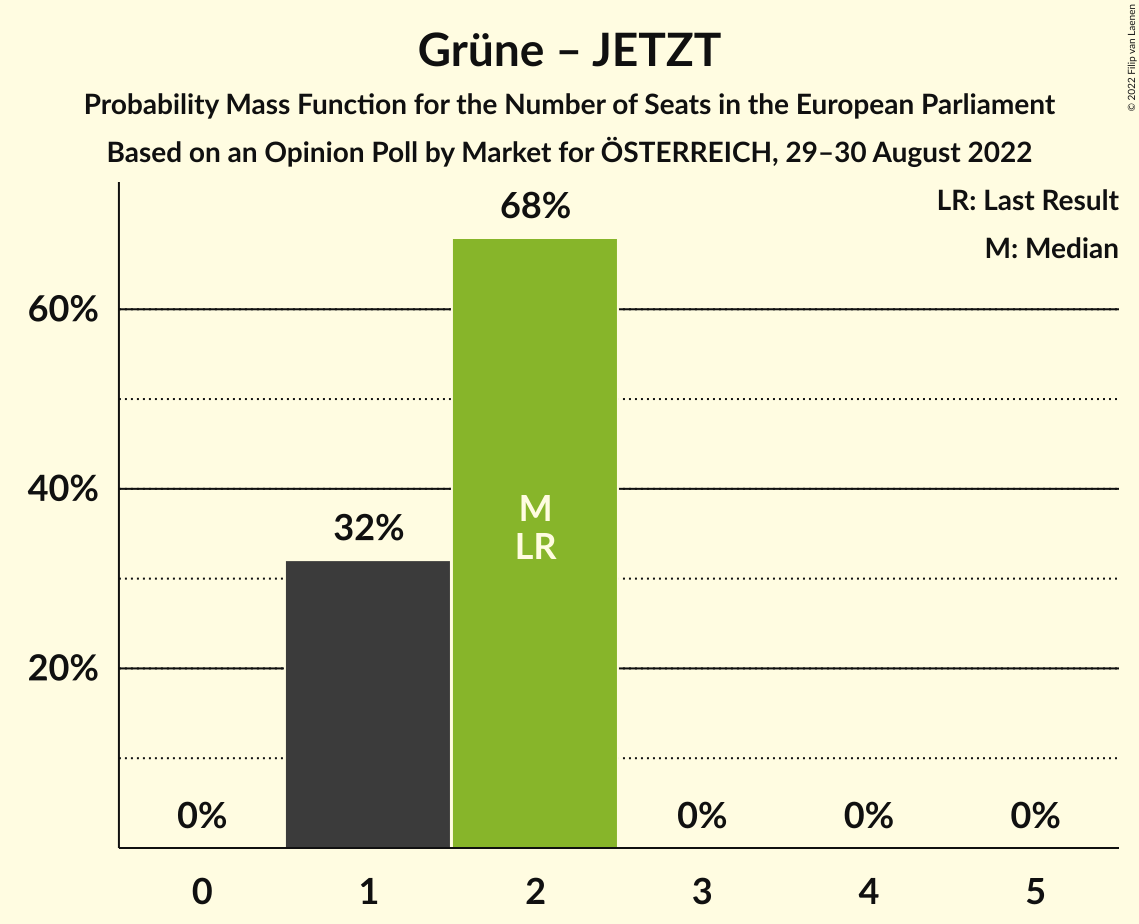 Grüne – JETZT
Probability Mass Function for the Number of Seats in the European Parliament
Based on an Opinion Poll by Market for ÖSTERREICH, 29–30 August 2022
© 2022 Filip van Laenen
LR: Last Result
M: Median
68%
60%
40%
32%
M
LR
20%
0%
0%
0%
0%
0 1 2 3 4 5